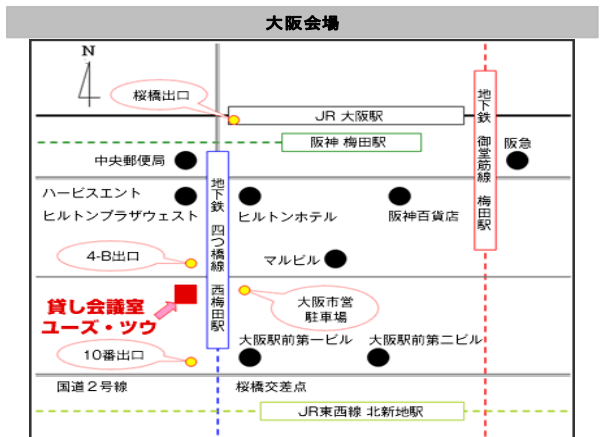 大阪会場
N
桜橋出口
JR 大阪駅
阪神 梅田駅
地下鉄 御堂筋線 梅田駅
阪急
中央郵便局
地下鉄 四つ橋線 西梅田駅
ハービスエント
ヒルトンプラザウェスト
ヒルトンホテル
阪神百貨店
4-B出口
マルビル
貸し会議室
ユーズ・ツウ
大阪市営
駐車場
10番出口
大阪駅前第一ビル
大阪駅前第二ビル
国道２号線
桜橋交差点
JR東西線 北新地駅